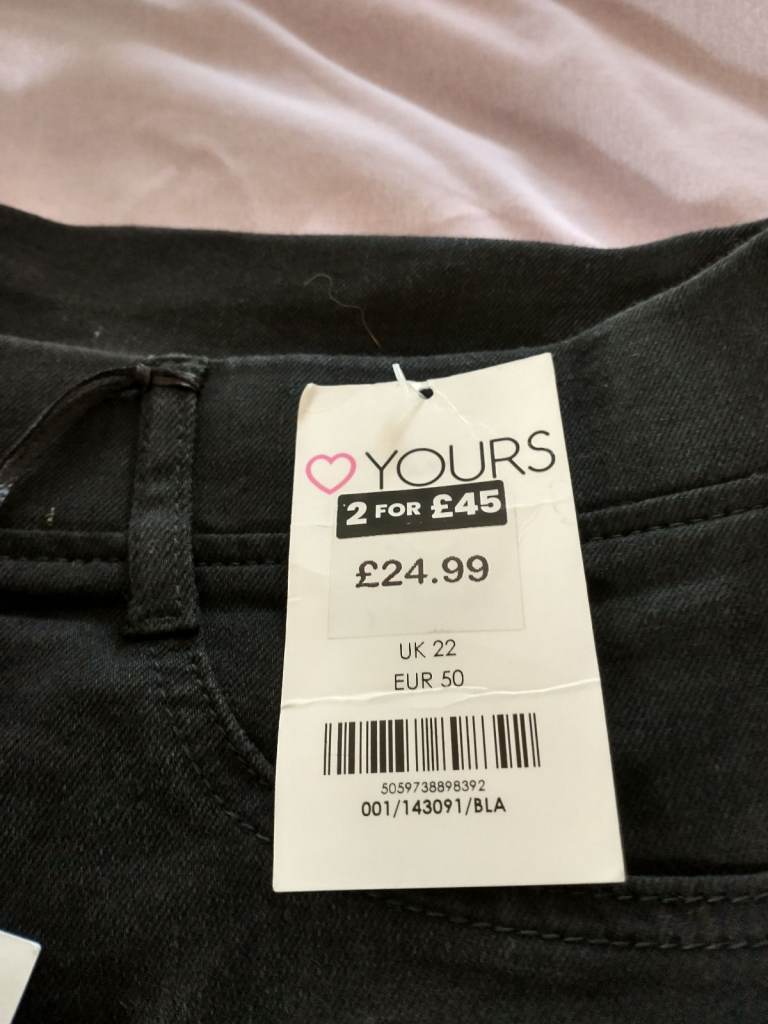 YOURS
2 FOR £45
£24.99
UK 22
EUR 50
5059738898392
001/143091/BLA